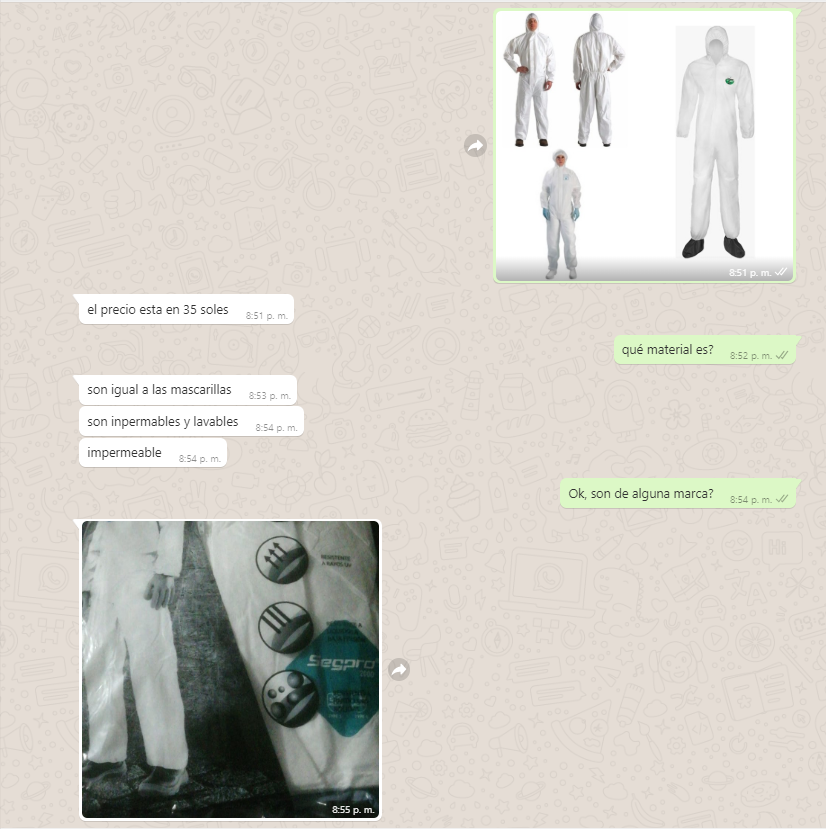 8:51 p. m.
el precio esta en 35 soles 8:51 p. m.
qué material es? 8:52 p. m.
son igual a las mascarillas 8:53 p. m.
son inpermables y lavables 8:54 p. m.
impermeable 8:54 p. m.
Ok, son de alguna marca? 8:54 p. m.
RESISTENTE
Segpro
8:55 p. m.